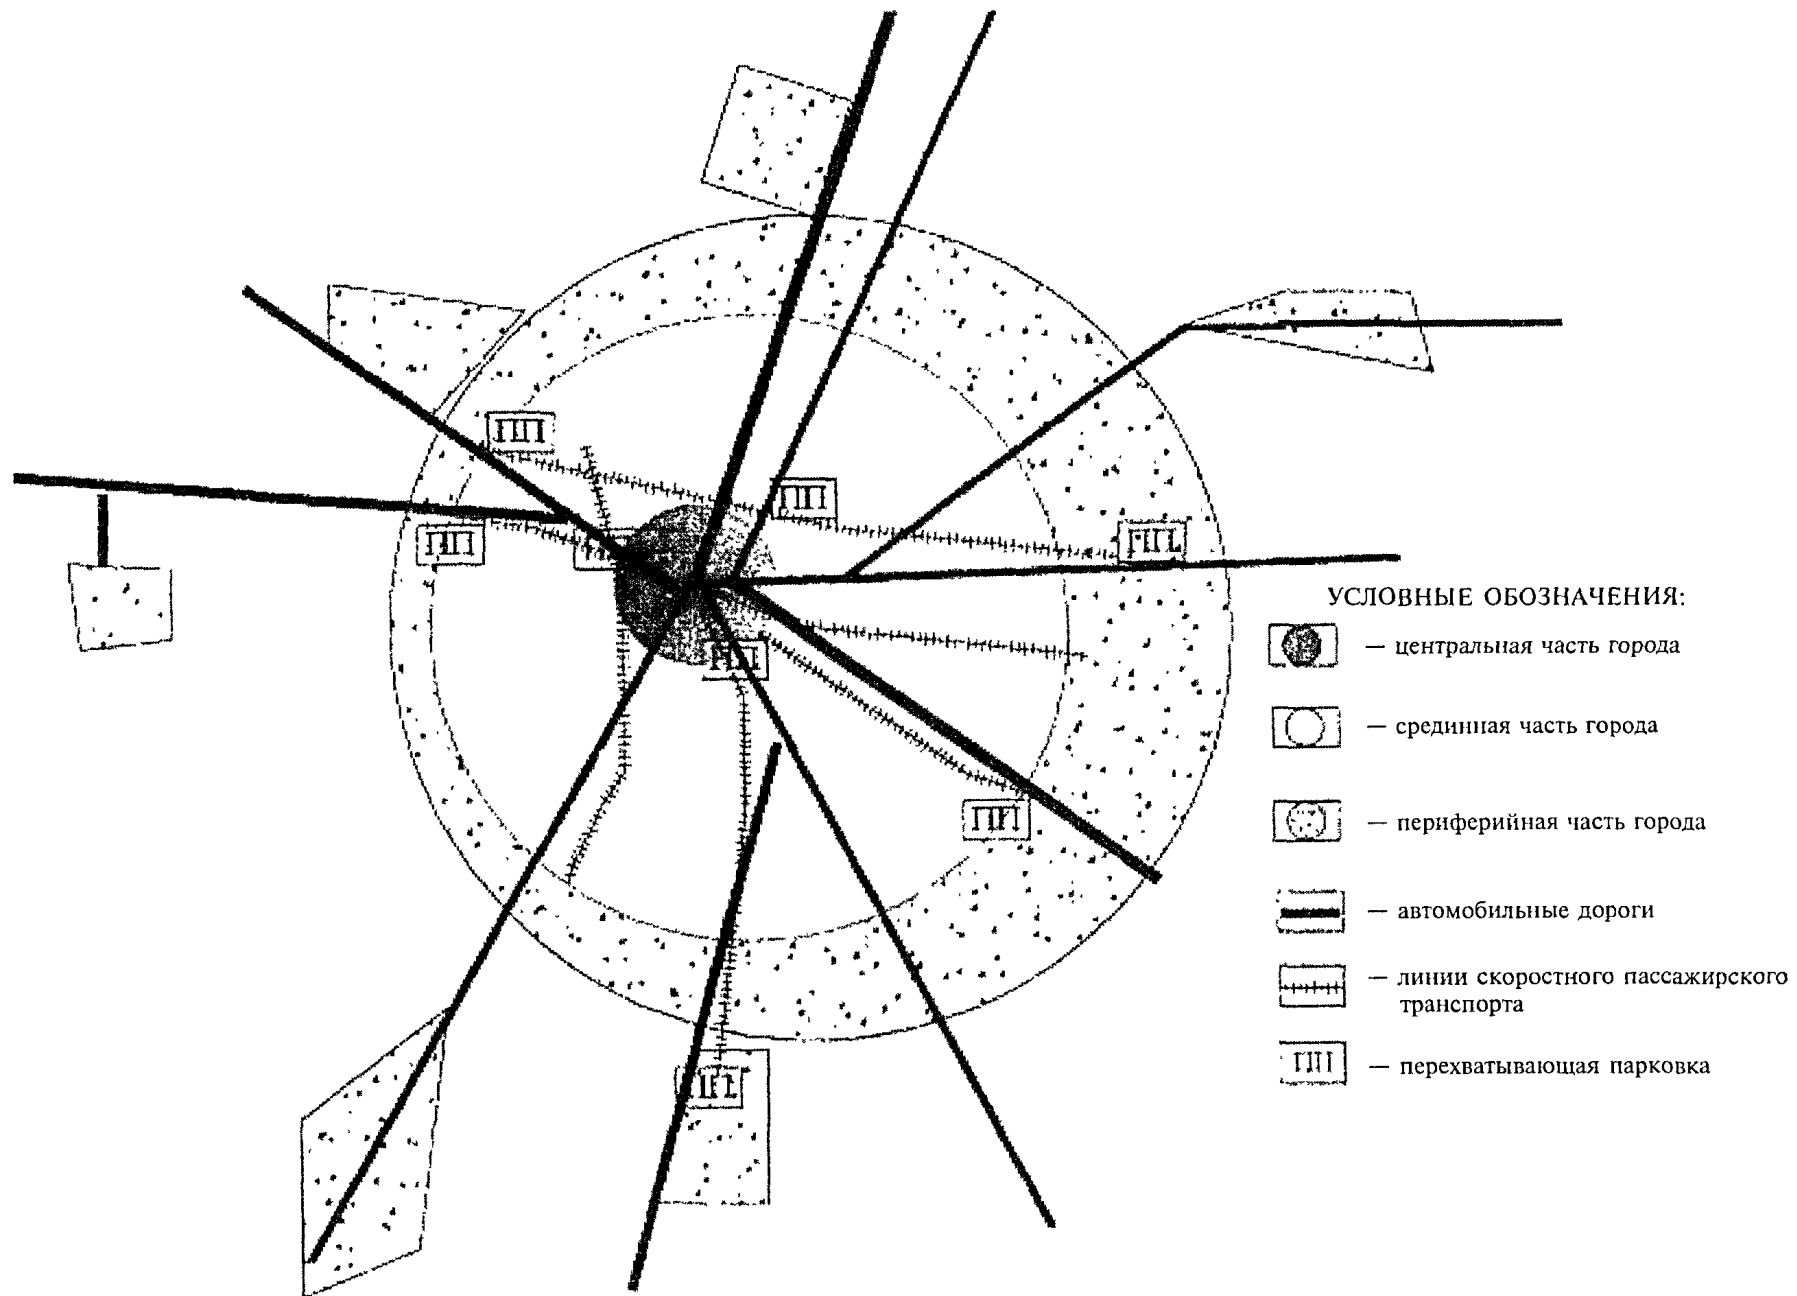 ПП
ПП
ПП
ПП
ПП
ПП
ПП
УСЛОВНЫЕ ОБОЗНАЧЕНИЯ:
— центральная часть города
— срединная часть города
— периферийная часть города
— автомобильные дороги
— линии скоростного пассажирского
транспорта
ПП — перехватывающая парковка